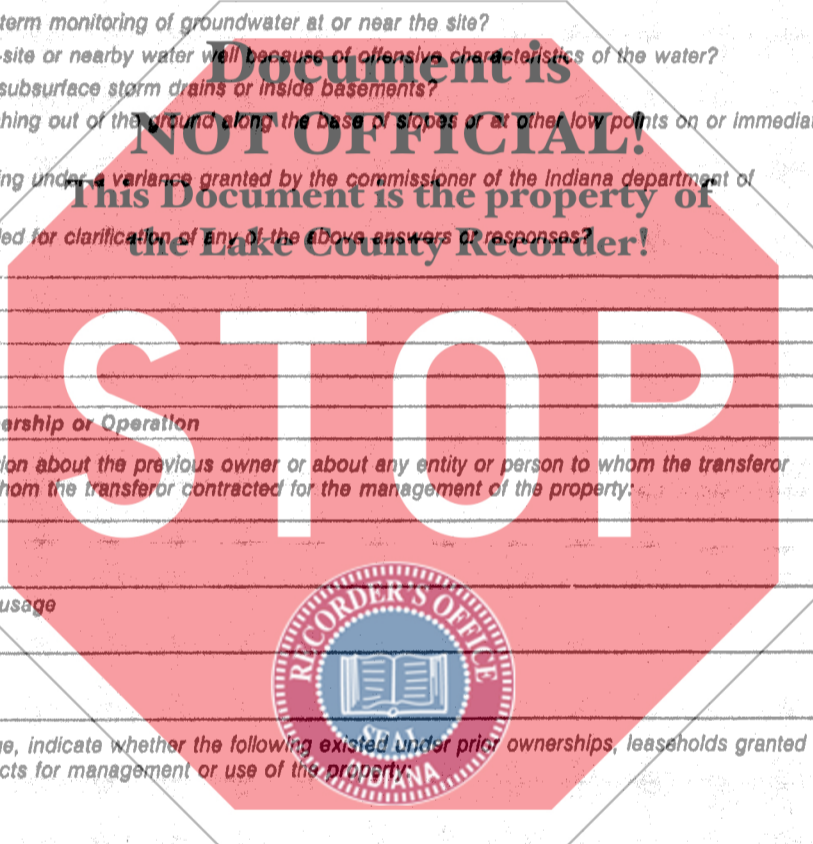 term monitoring of groundwater at or near the site?
-site or nearby water well because of offensive characteristics of the water?
Document is
subsurface storm drains or inside basements?
hing out of the ground along the base of slopes or at other low points on or immediat
NOT OFFICIAL!
ing under a variance granted by the commissioner of the Indiana department of
This Document is the property of
ed for clarification of any of the above answers or responses?
the Lake County Recorder!
STOP
ership or Operation
ion about the previous owner or about any entity or person to whom the transferor
hom the transferor contracted for the management of the property:
usage
RECORDER'S OFFICE
SEAL
INDIANA
ge, indicate whether the following existed under prior ownerships, leaseholds granted
cts for management or use of the property: